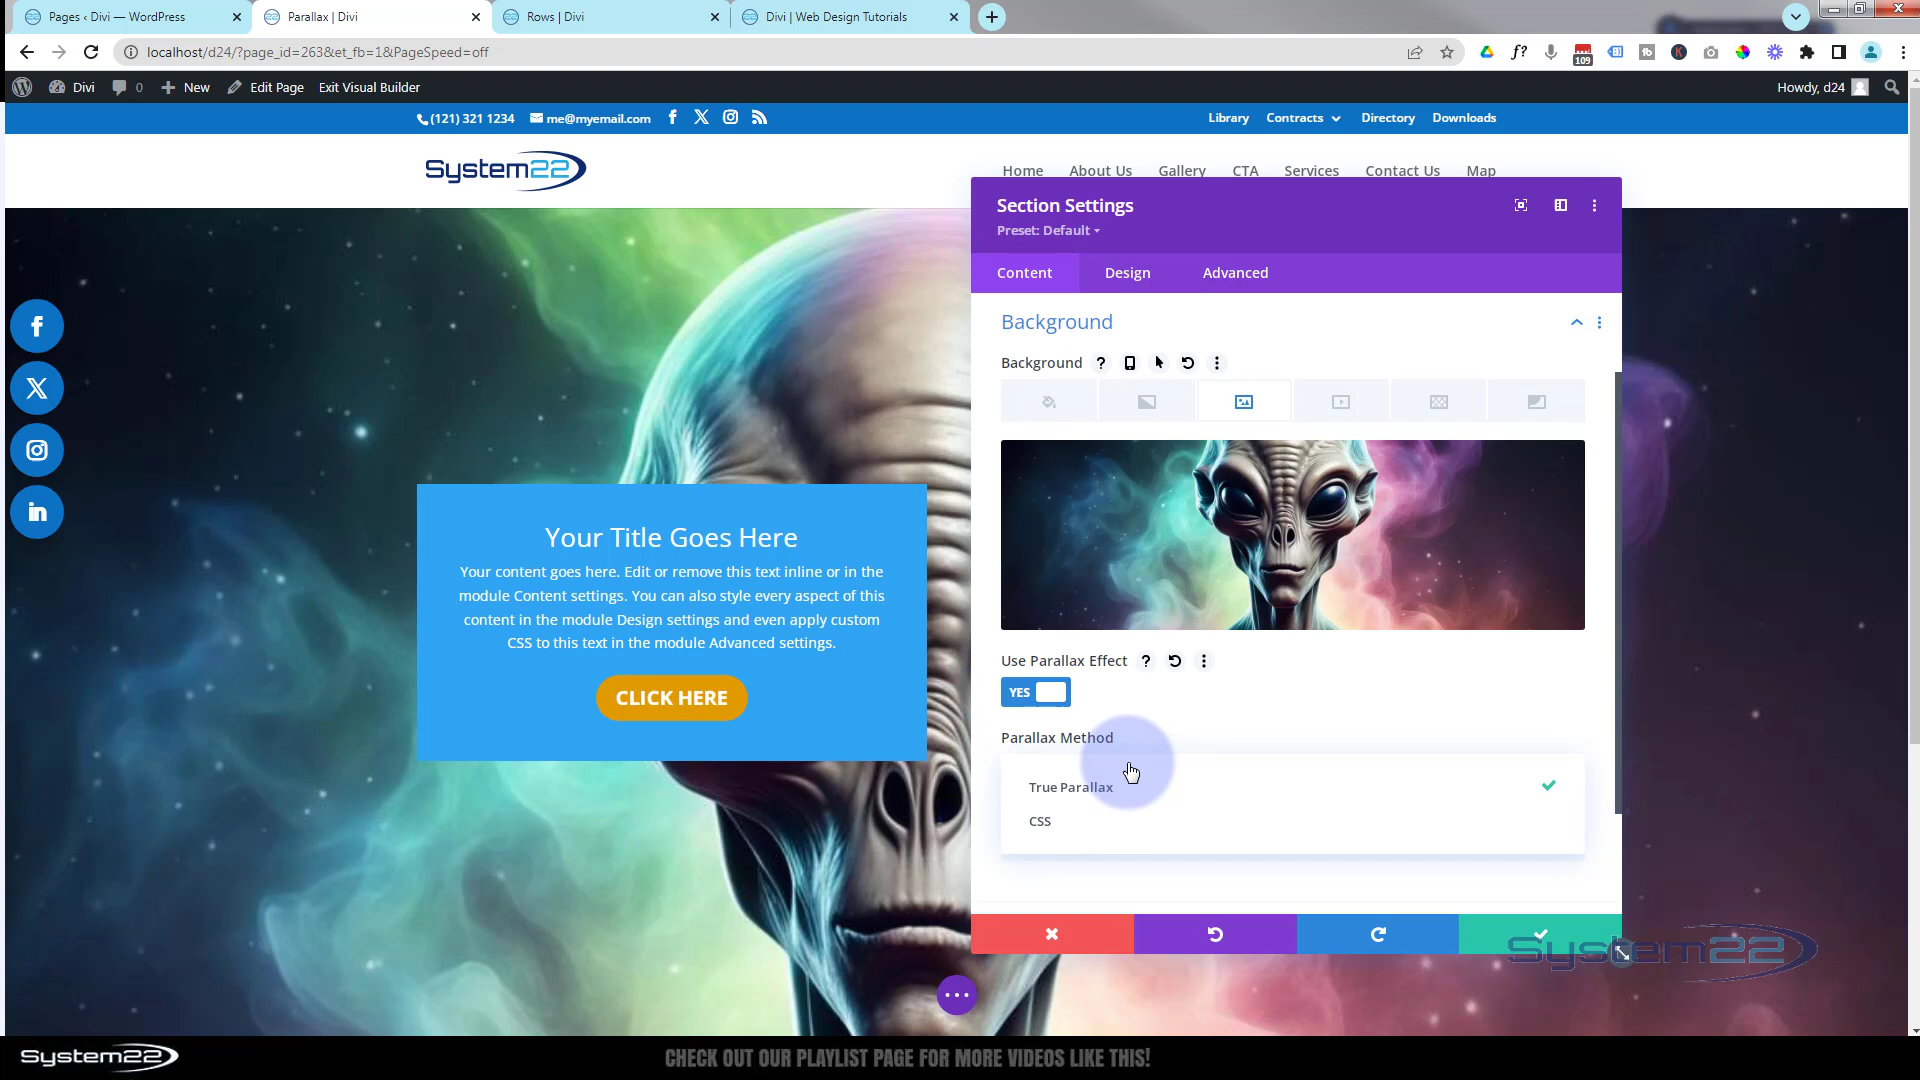 Pages ‹ Divi — WordPress
Parallax | Divi
Rows | Divi
Divi | Web Design Tutorials
localhost/d24/?page_id=263&et_fb=1&PageSpeed=off
109
Divi
0
New
Edit Page
Exit Visual Builder
Howdy, d24
(121) 321 1234
me@myemail.com
Library
Contracts
Directory
Downloads
System22
Home
About Us
Gallery
CTA
Services
Contact Us
Map
Section Settings
Preset: Default
Content
Design
Advanced
Background
Background
Use Parallax Effect
YES
Parallax Method
True Parallax
CSS
Your Title Goes Here
Your content goes here. Edit or remove this text inline or in the
module Content settings. You can also style every aspect of this
content in the module Design settings and even apply custom
CSS to this text in the module Advanced settings.
CLICK HERE
System22
System22
CHECK OUT OUR PLAYLIST PAGE FOR MORE VIDEOS LIKE THIS!